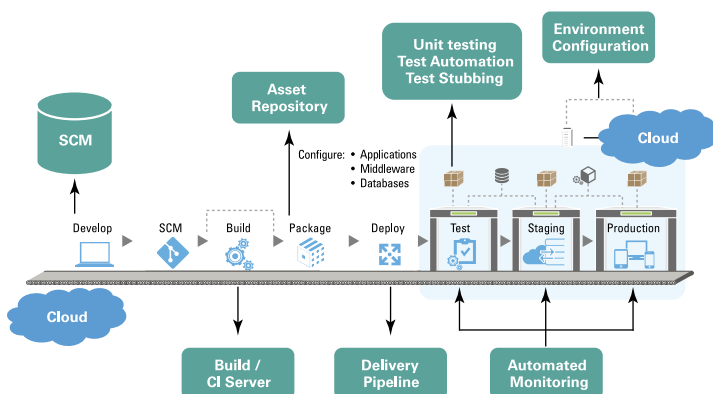 Unit testing
Test Automation
Test Stubbing
Environment
Configuration
Asset
Repository
SCM
Cloud
Configure: • Applications
• Middleware
• Databases
Develop
SCM
Build
Package
Deploy
Test
Staging
Production
Cloud
Build /
CI Server
Delivery
Pipeline
Automated
Monitoring